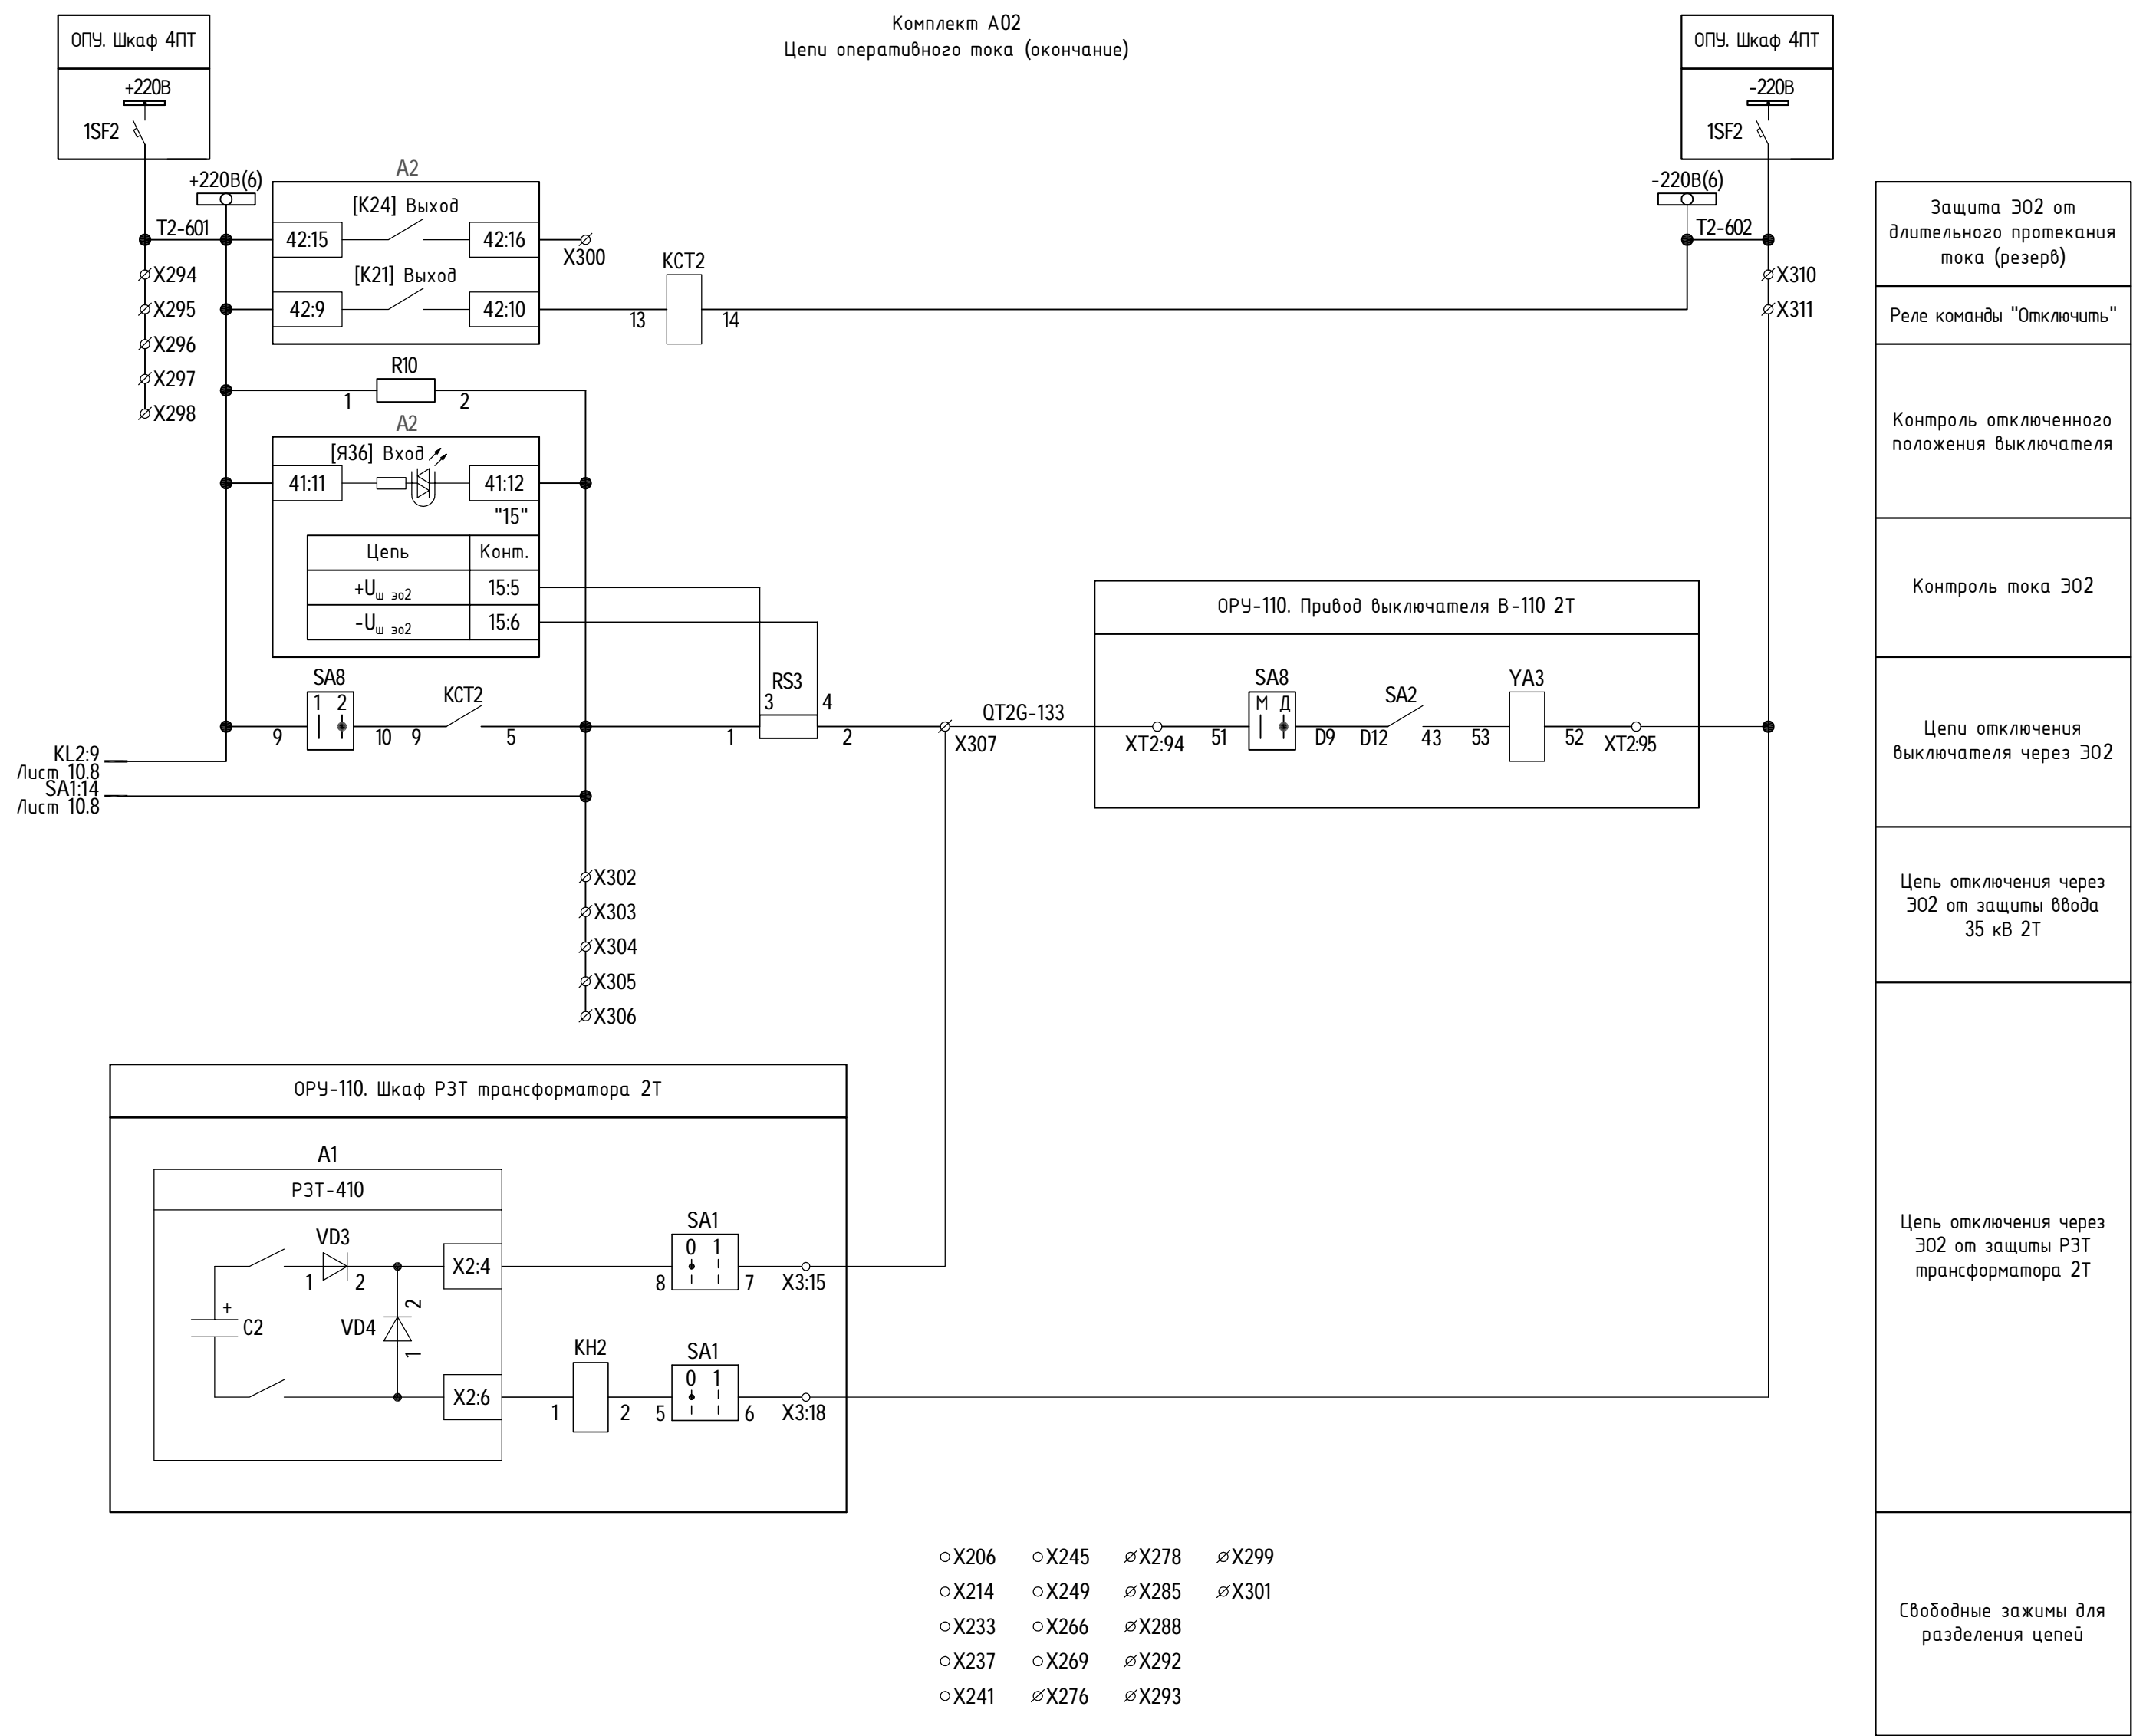 Комплект А02
Цепи оперативного тока (окончание)
ОПУ. Шкаф 4ПТ
+220В
1SF2
ОПУ. Шкаф 4ПТ
-220В
1SF2
+220В(6)
T2-601
X294
X295
X296
X297
X298
A2
[K24] Выход
42:15
42:16
X300
[K21] Выход
42:9
42:10
KCT2
13
14
-220В(6)
T2-602
X310
X311
R10
1
2
A2
[Я36] Вход
41:11
41:12
"15"
Цепь
Конт.
+Uш эо2
15:5
-Uш эо2
15:6
SA8
1 2
9
10
KCT2
9
5
RS3
3
4
1
2
X307
QT2G-133
ОРУ-110. Привод выключателя В-110 2Т
XT2:94
51
SA8
М Д
D9
SA2
D12
43
YA3
53
52
XT2:95
KL2:9
Лист 10.8
SA1:14
Лист 10.8
X302
X303
X304
X305
X306
ОРУ-110. Шкаф РЗТ трансформатора 2Т
A1
РЗТ-410
VD3
1
2
C2
+
VD4
2
1
X2:4
X2:6
SA1
0 1
8
7
X3:15
KH2
1
2
SA1
0 1
5
6
X3:18
X206
X245
X278
X299
X214
X249
X285
X301
X233
X266
X288
X237
X269
X292
X241
X276
X293
Защита ЭО2 от
длительного протекания
тока (резерв)
Реле команды "Отключить"
Контроль отключенного
положения выключателя
Контроль тока ЭО2
Цепи отключения
выключателя через ЭО2
Цепь отключения через
ЭО2 от защиты ввода
35 кВ 2Т
Цепь отключения через
ЭО2 от защиты РЗТ
трансформатора 2Т
Свободные зажимы для
разделения цепей